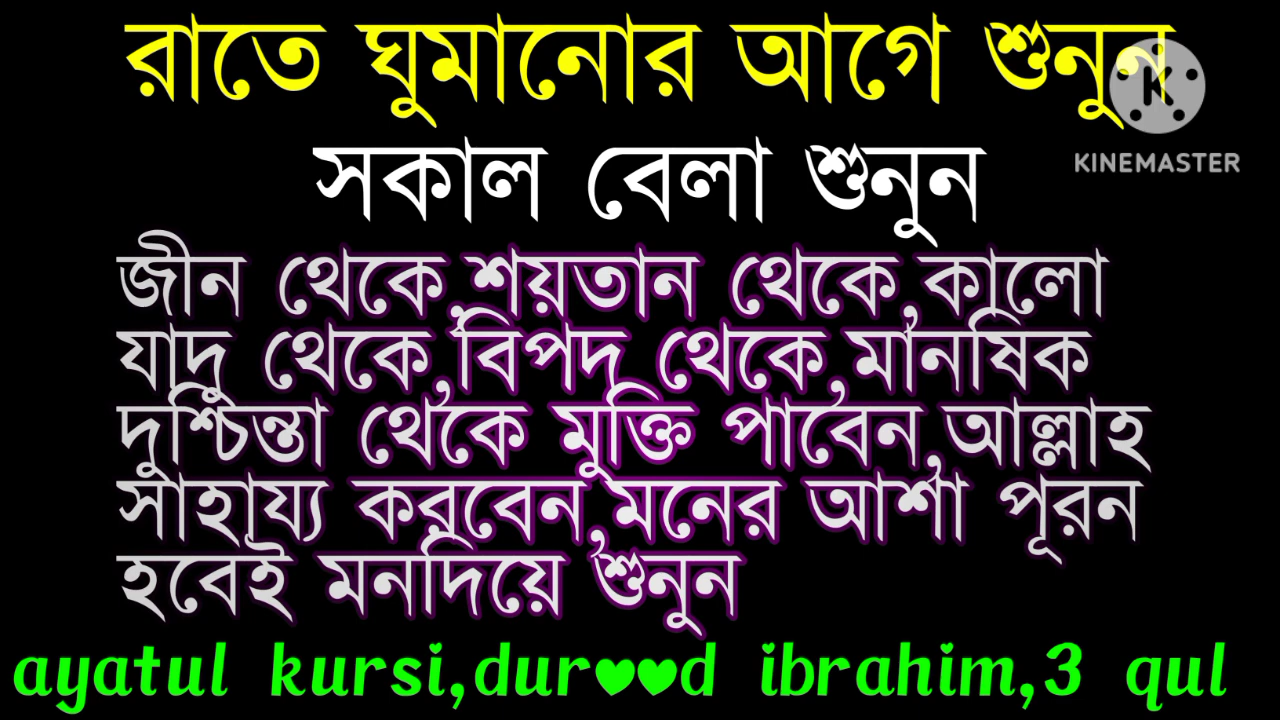 রাতে ঘুমানোর আগে শুনুন
KINEMASTER
সকাল বেলা শুনুন
জীন থেকে,শয়তান থেকে,কালো
যাদু থেকে,বিপদ থেকে,মানষিক
দুশ্চিন্তা থেকে মুক্তি পাবেন,আল্লাহ
সাহায্য করবেন,মনের আশা পূরন
হবেই মনদিয়ে শুনুন
ayatul kursi,dur♥♥d ibrahim,3 qul